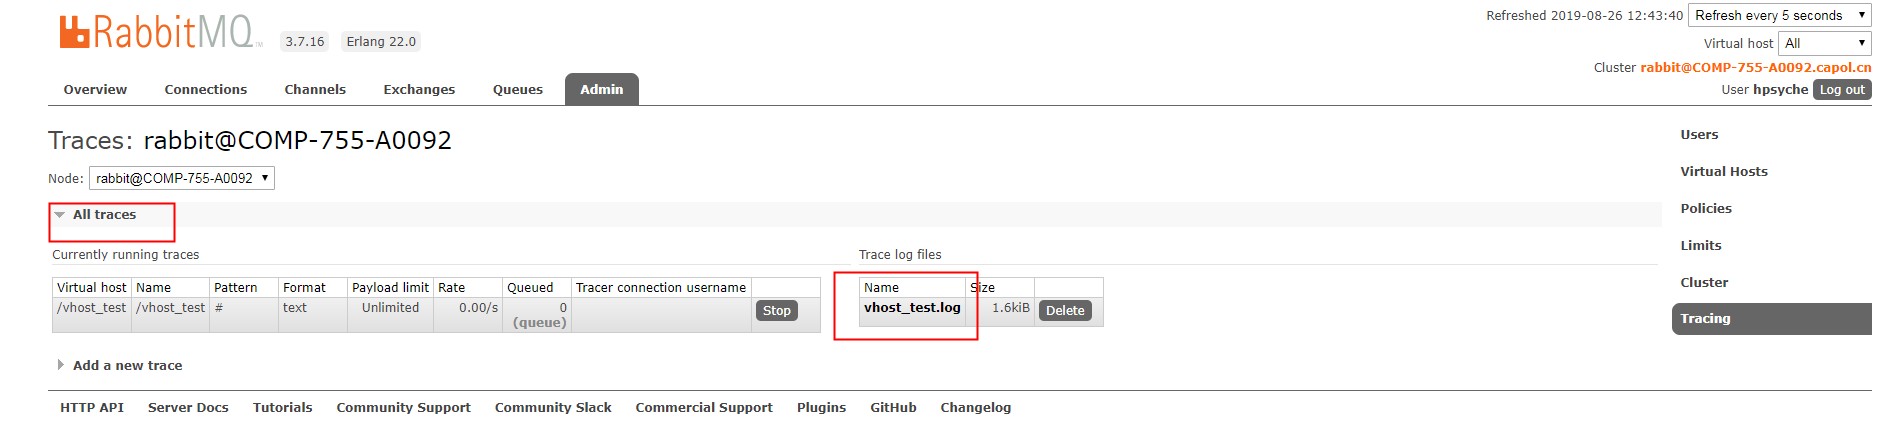 RabbitMQ TM 3.7.16 Erlang 22.0
Refreshed 2019-08-26 12:43:40 Refresh every 5 seconds
Virtual host All
Cluster rabbit@COMP-755-A0092.capol.cn
User hpsyche Log out
Overview Connections Channels Exchanges Queues Admin
Traces: rabbit@COMP-755-A0092
Node: rabbit@COMP-755-A0092
All traces
Currently running traces
Virtual host Name Pattern Format Payload limit Rate Queued Tracer connection username
/vhost_test /vhost_test # text Unlimited 0.00/s 0 Stop
(queue)
Trace log files
Name Size
vhost_test.log 1.6kiB Delete
Add a new trace
Users
Virtual Hosts
Policies
Limits
Cluster
Tracing
HTTP API Server Docs Tutorials Community Support Community Slack Commercial Support Plugins GitHub Changelog